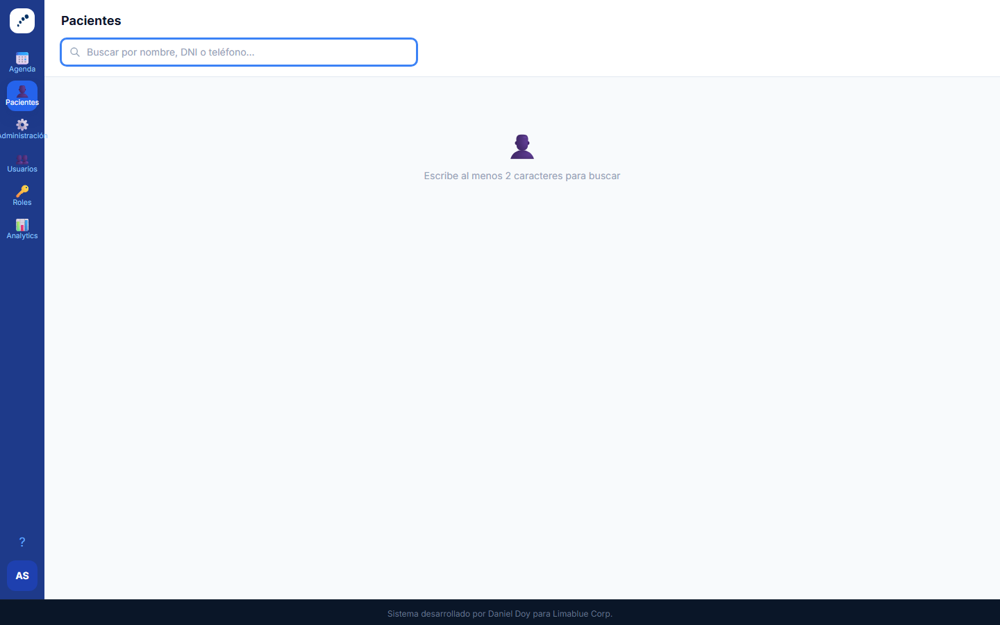 Pacientes
Buscar por nombre, DNI o teléfono...
Agenda
Pacientes
Administración
Usuarios
Roles
Analytics
Escribe al menos 2 caracteres para buscar
?
AS
Sistema desarrollado por Daniel Doy para Limablue Corp.